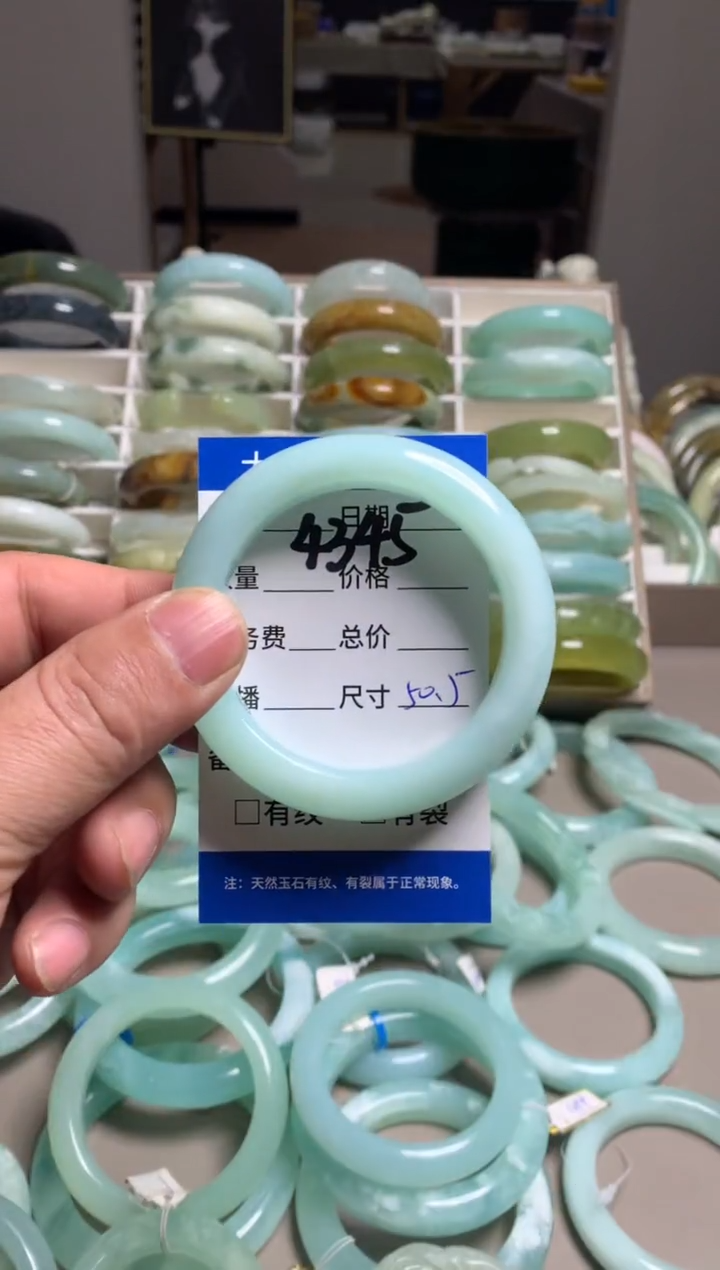 日期
4345
量 价格
务费 总价
播 尺寸 50.5
备
□有纹 □有裂
注：天然玉石有纹、有裂属于正常现象。